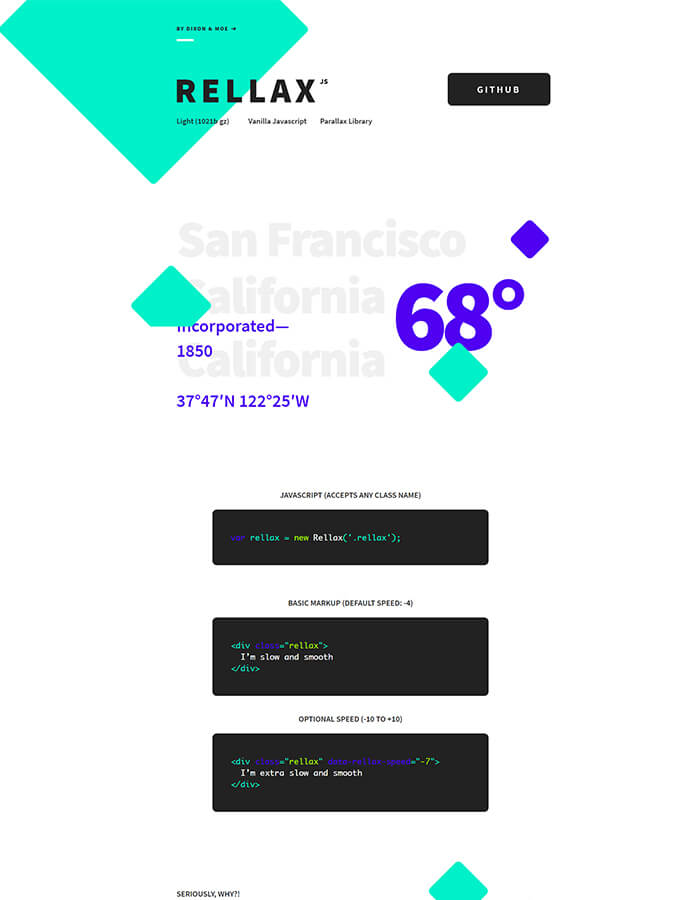 BY DIXON & MOE ➔
RELLAX JS
GITHUB
Light (1021b gz) Vanilla Javascript Parallax Library
San Francisco
California
68°
Incorporated—
1850
California
37°47′N 122°25′W
JAVASCRIPT (ACCEPTS ANY CLASS NAME)
var rellax = new Rellax('.rellax');
BASIC MARKUP (DEFAULT SPEED: -4)
<div class="rellax">
I’m slow and smooth
</div>
OPTIONAL SPEED (-10 TO +10)
<div class="rellax" data-rellax-speed="-7">
I’m extra slow and smooth
</div>
SERIOUSLY, WHY?!